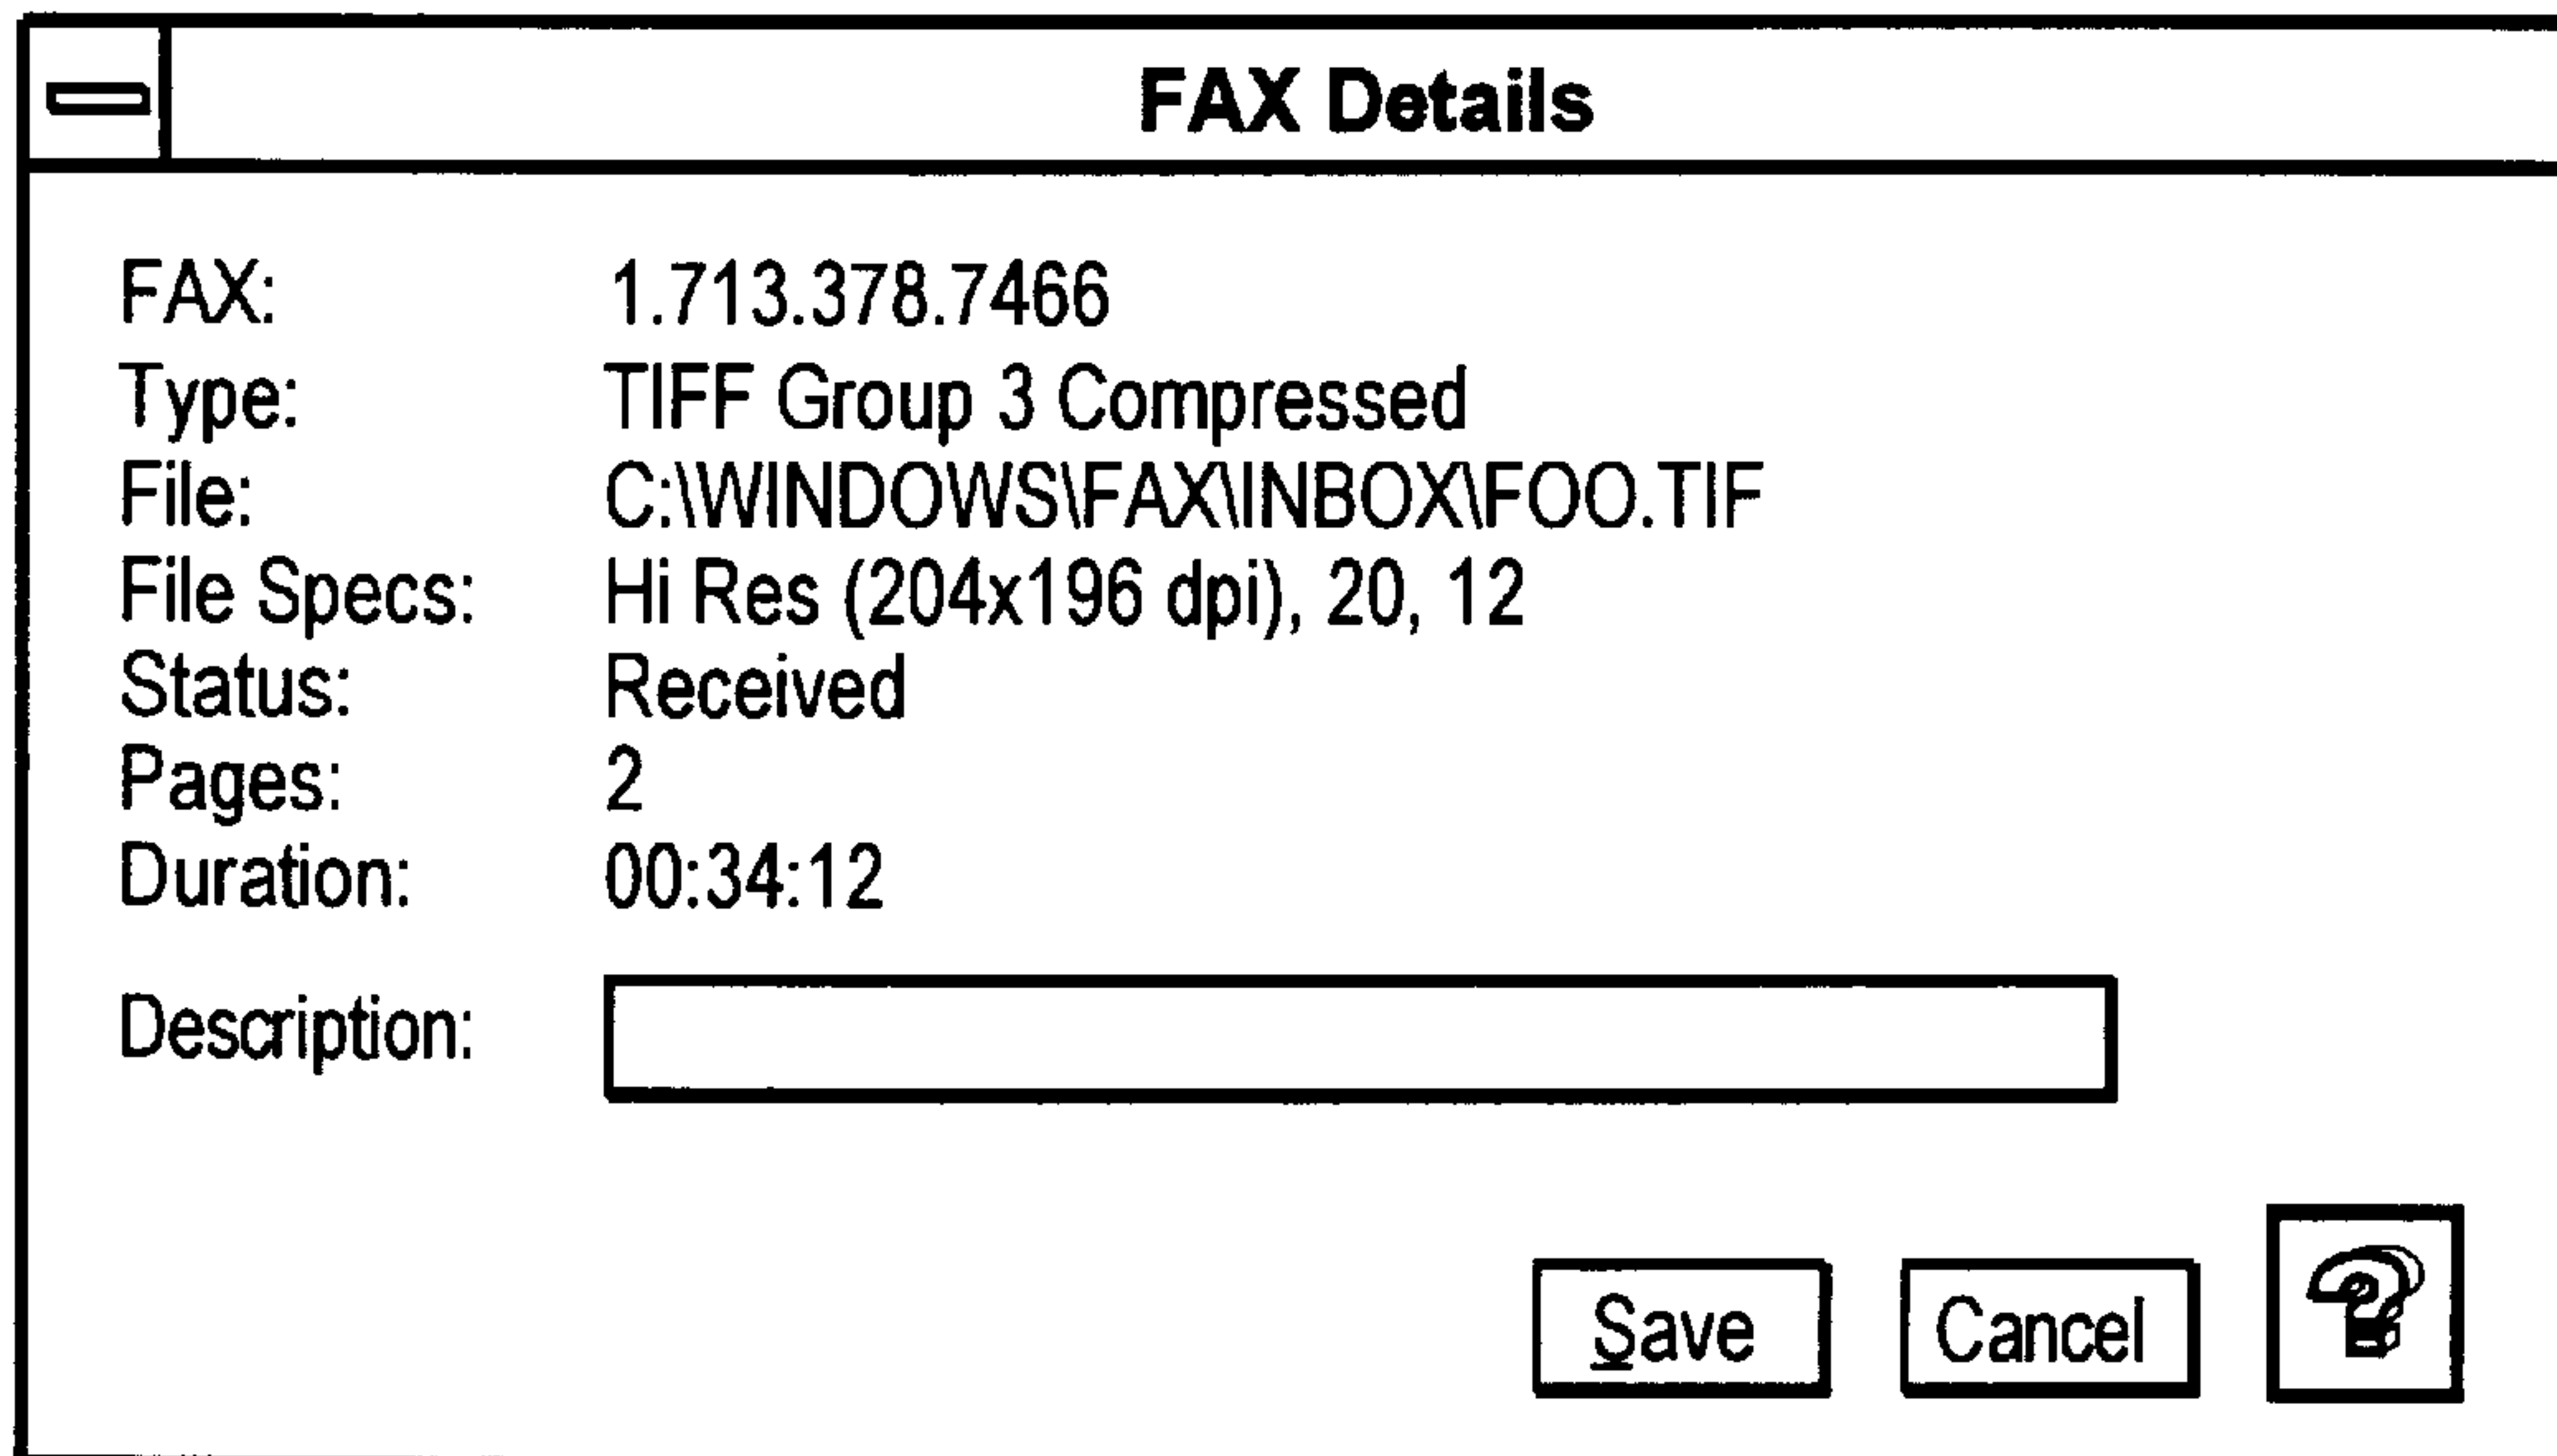 FAX Details
FAX: 1.713.378.7466
Type: TIFF Group 3 Compressed
File: C:\WINDOWS\FAX\INBOX\FOO.TIF
File Specs: Hi Res (204x196 dpi), 20, 12
Status: Received
Pages: 2
Duration: 00:34:12
Description:
Save Cancel ?